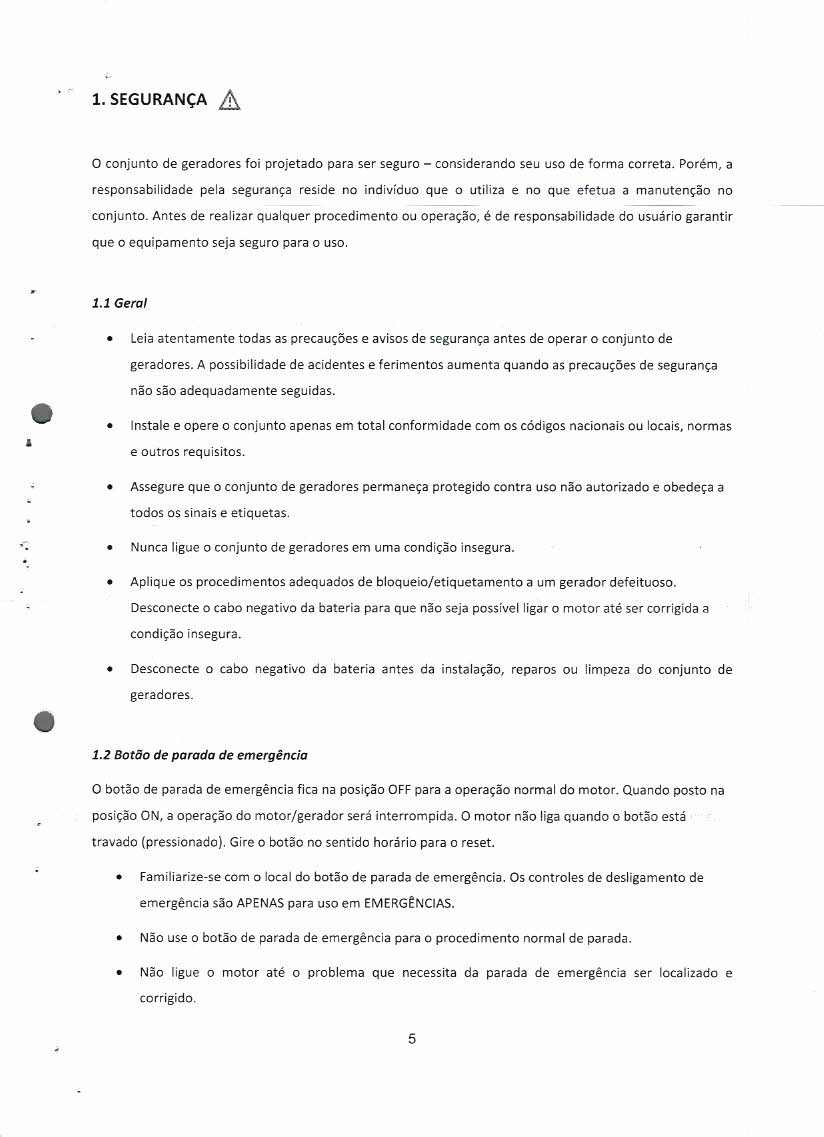 1. SEGURANÇA
O conjunto de geradores foi projetado para ser seguro – considerando seu uso de forma correta. Porém, a
responsabilidade pela segurança reside no indivíduo que o utiliza e no que efetua a manutenção no
conjunto. Antes de realizar qualquer procedimento ou operação, é de responsabilidade do usuário garantir
que o equipamento seja seguro para o uso.
1.1 Geral
• Leia atentamente todas as precauções e avisos de segurança antes de operar o conjunto de
geradores. A possibilidade de acidentes e ferimentos aumenta quando as precauções de segurança
não são adequadamente seguidas.
• Instale e opere o conjunto apenas em total conformidade com os códigos nacionais ou locais, normas
e outros requisitos.
• Assegure que o conjunto de geradores permaneça protegido contra uso não autorizado e obedeça a
todos os sinais e etiquetas.
• Nunca ligue o conjunto de geradores em uma condição insegura.
• Aplique os procedimentos adequados de bloqueio/etiquetamento a um gerador defeituoso.
Desconecte o cabo negativo da bateria para que não seja possível ligar o motor até ser corrigida a
condição insegura.
• Desconecte o cabo negativo da bateria antes da instalação, reparos ou limpeza do conjunto de
geradores.
1.2 Botão de parada de emergência
O botão de parada de emergência fica na posição OFF para a operação normal do motor. Quando posto na
posição ON, a operação do motor/gerador será interrompida. O motor não liga quando o botão está
travado (pressionado). Gire o botão no sentido horário para o reset.
• Familiarize-se com o local do botão de parada de emergência. Os controles de desligamento de
emergência são APENAS para uso em EMERGÊNCIAS.
• Não use o botão de parada de emergência para o procedimento normal de parada.
• Não ligue o motor até o problema que necessita da parada de emergência ser localizado e
corrigido.
5